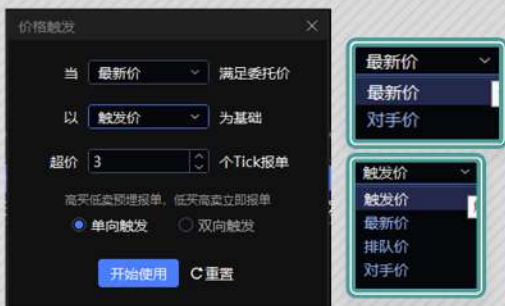 价格触发
当 最新价 满足委托价
以 触发价 为基础
超价 3 个Tick报单
高买低卖预埋报单，低买高卖立即报单
单向触发 双向触发
开始使用 重置
最新价
最新价
对手价
触发价
触发价
最新价
排队价
对手价